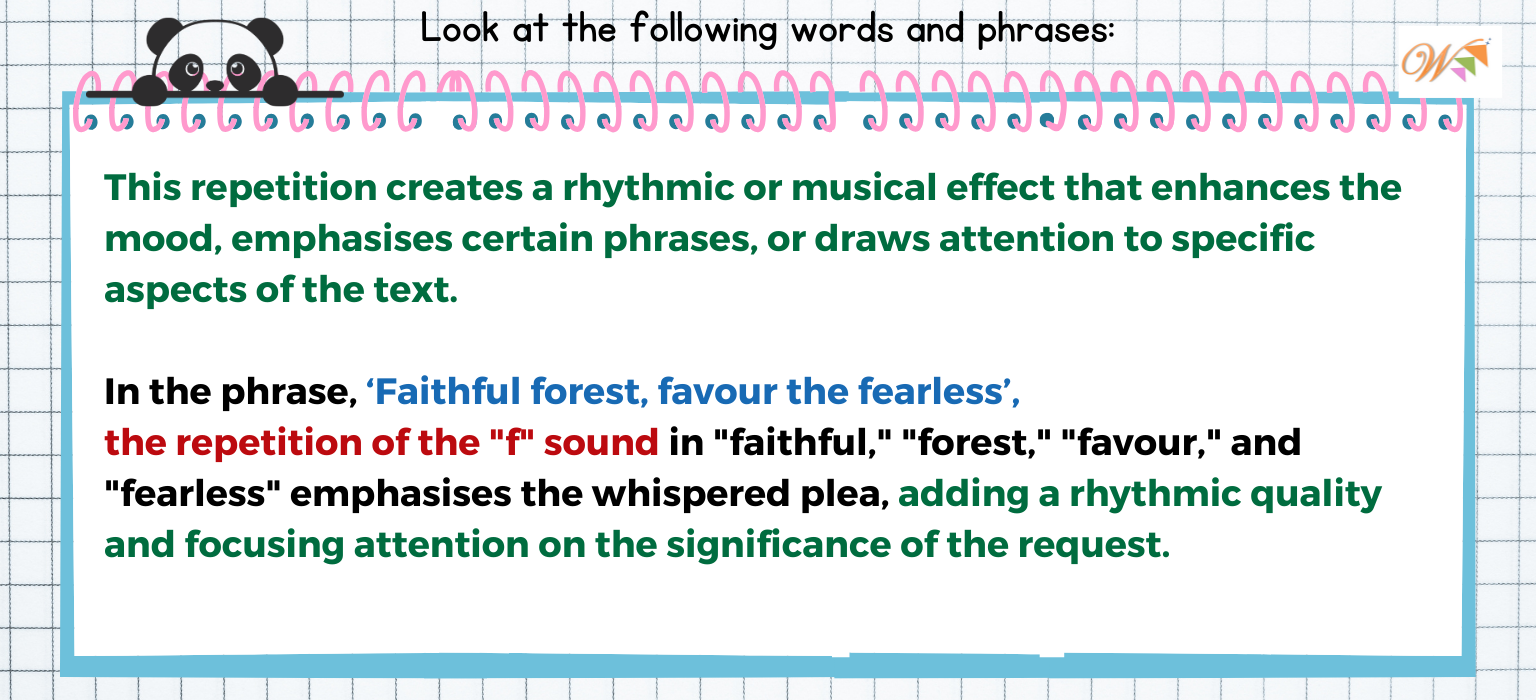 Look at the following words and phrases:
W
This repetition creates a rhythmic or musical effect that enhances the
mood, emphasises certain phrases, or draws attention to specific
aspects of the text.
In the phrase, ‘Faithful forest, favour the fearless’,
the repetition of the "f" sound in "faithful," "forest," "favour," and
"fearless" emphasises the whispered plea, adding a rhythmic quality
and focusing attention on the significance of the request.